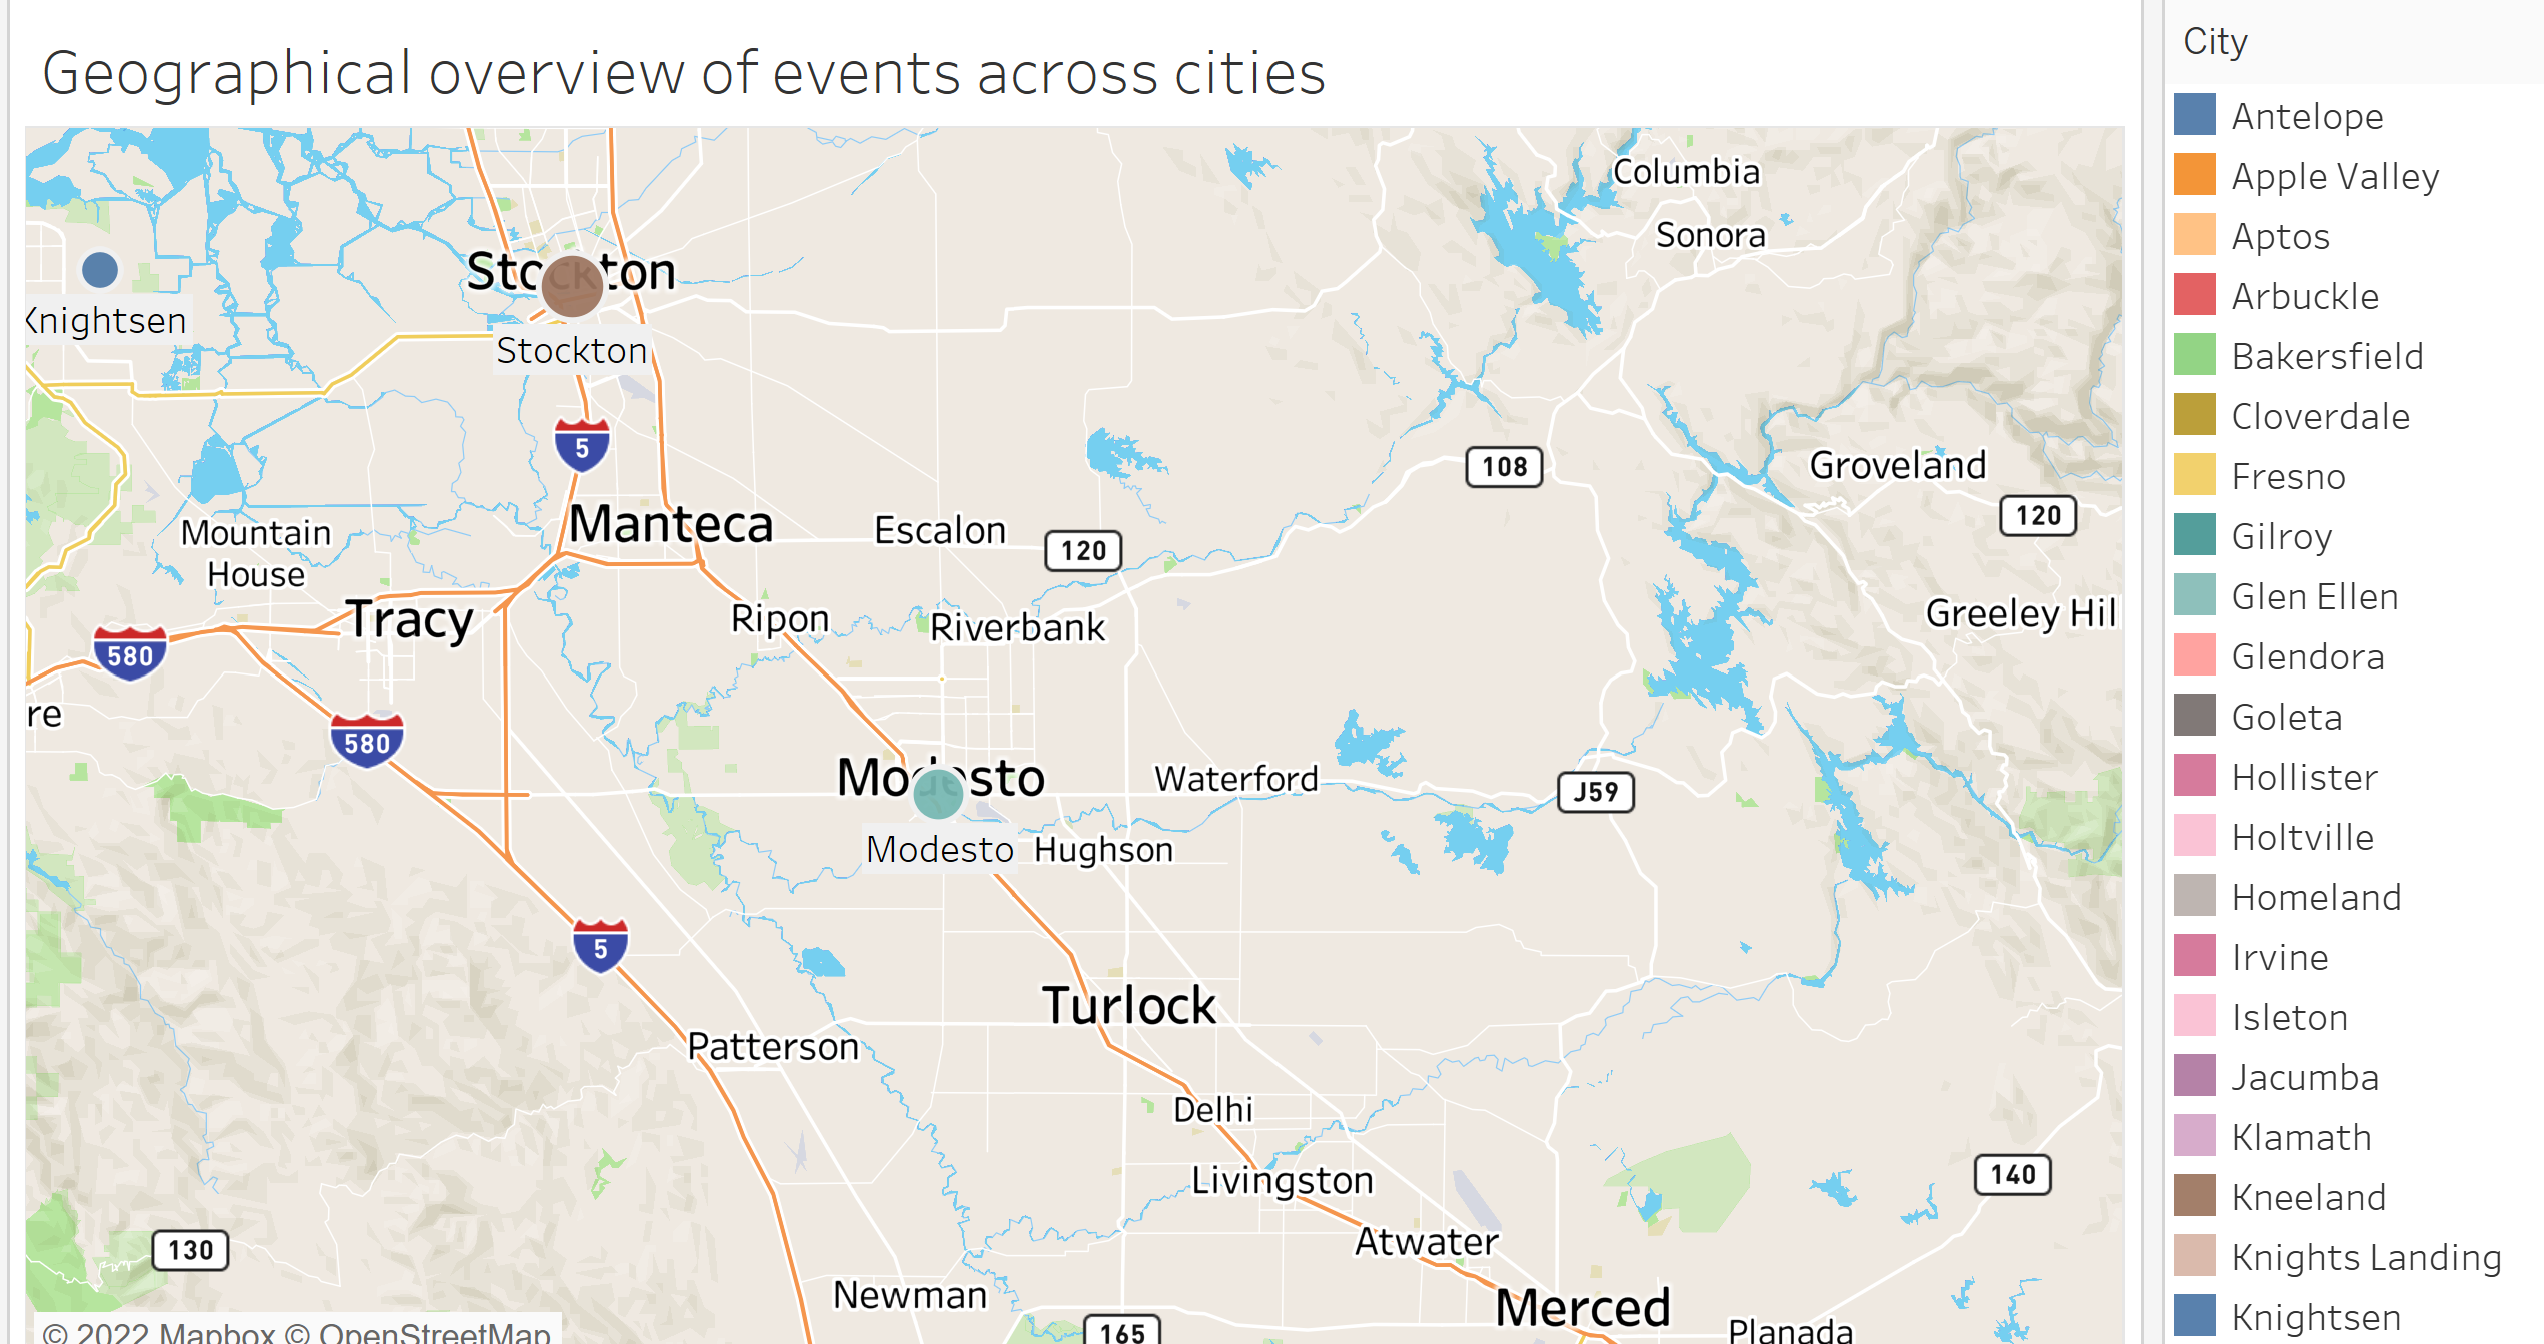 Geographical overview of events across cities
Columbia
Sonora
Stockton
Knightsen
Stockton
5
108
Groveland
120
Manteca
Escalon
120
Mountain
House
Tracy
Ripon
Riverbank
Greeley Hil
580
re
580
Modesto
Waterford
J59
Modesto
Hughson
5
Turlock
Patterson
Delhi
Livingston
140
Atwater
130
Newman
Merced
165
Planada
© 2022 Mapbox © OpenStreetMap
City
Antelope
Apple Valley
Aptos
Arbuckle
Bakersfield
Cloverdale
Fresno
Gilroy
Glen Ellen
Glendora
Goleta
Hollister
Holtville
Homeland
Irvine
Isleton
Jacumba
Klamath
Kneeland
Knights Landing
Knightsen